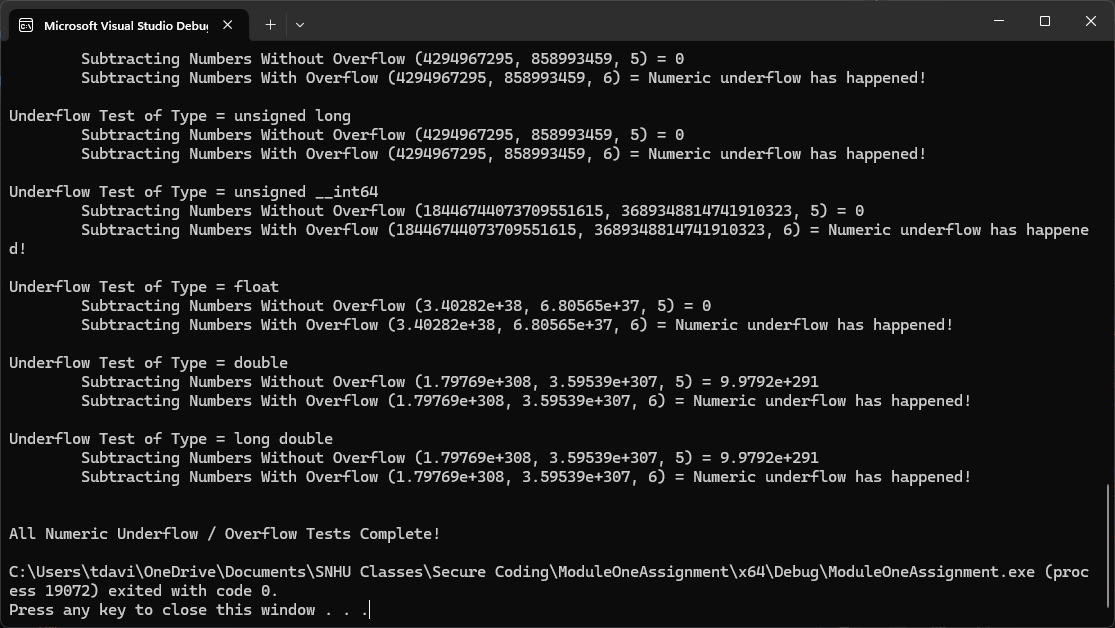 Microsoft Visual Studio Debug
Subtracting Numbers Without Overflow (4294967295, 858993459, 5) = 0
Subtracting Numbers With Overflow (4294967295, 858993459, 6) = Numeric underflow has happened!
Underflow Test of Type = unsigned long
Subtracting Numbers Without Overflow (4294967295, 858993459, 5) = 0
Subtracting Numbers With Overflow (4294967295, 858993459, 6) = Numeric underflow has happened!
Underflow Test of Type = unsigned __int64
Subtracting Numbers Without Overflow (18446744073709551615, 3689348814741910323, 5) = 0
Subtracting Numbers With Overflow (18446744073709551615, 3689348814741910323, 6) = Numeric underflow has happene
d!
Underflow Test of Type = float
Subtracting Numbers Without Overflow (3.40282e+38, 6.80565e+37, 5) = 0
Subtracting Numbers With Overflow (3.40282e+38, 6.80565e+37, 6) = Numeric underflow has happened!
Underflow Test of Type = double
Subtracting Numbers Without Overflow (1.79769e+308, 3.59539e+307, 5) = 9.9792e+291
Subtracting Numbers With Overflow (1.79769e+308, 3.59539e+307, 6) = Numeric underflow has happened!
Underflow Test of Type = long double
Subtracting Numbers Without Overflow (1.79769e+308, 3.59539e+307, 5) = 9.9792e+291
Subtracting Numbers With Overflow (1.79769e+308, 3.59539e+307, 6) = Numeric underflow has happened!
All Numeric Underflow / Overflow Tests Complete!
C:\Users\tdavi\OneDrive\Documents\SNHU Classes\Secure Coding\ModuleOneAssignment\x64\Debug\ModuleOneAssignment.exe (proc
ess 19072) exited with code 0.
Press any key to close this window . . .